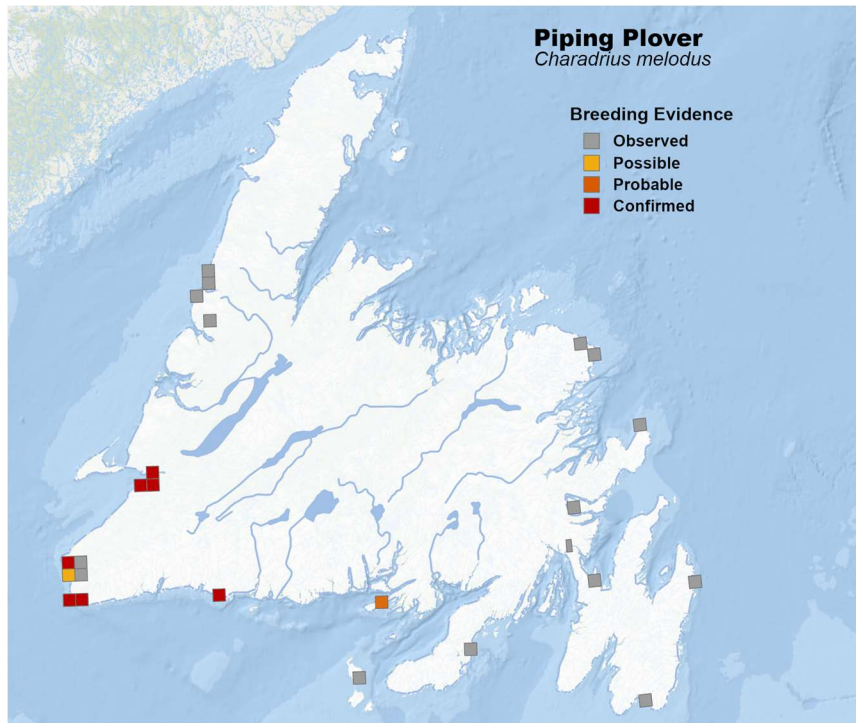 Piping Plover
Charadrius melodus
Breeding Evidence
Observed
Possible
Probable
Confirmed